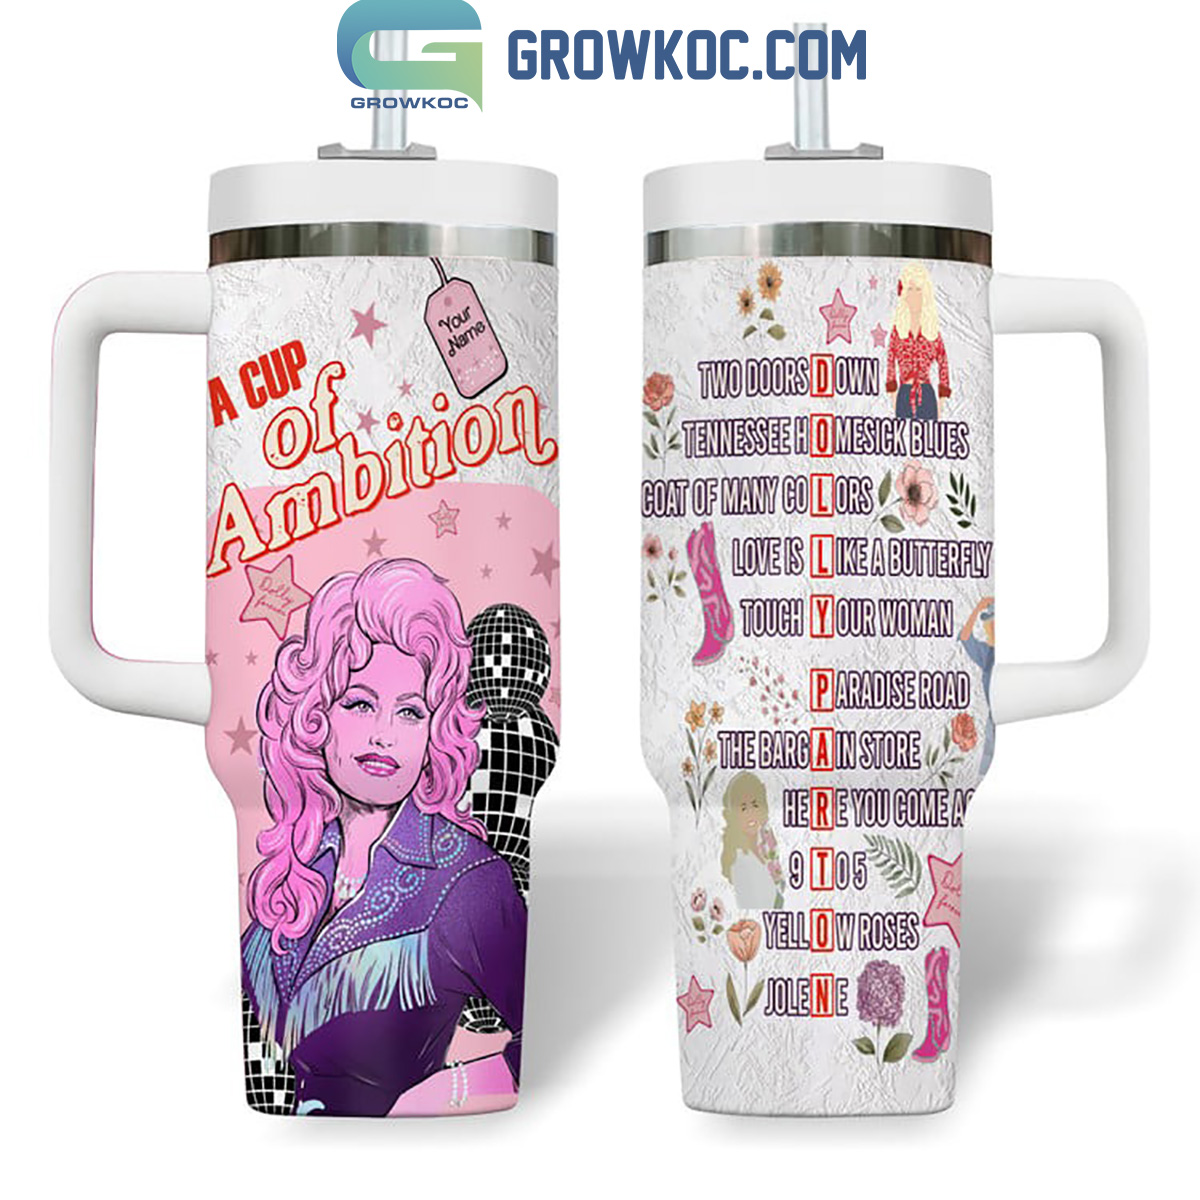 GROWKOC
GROWKOC.COM
A CUP
of
Ambition
Your
Name
Dolly
TWO DOORS DOWN
TENNESSEE HOMESICK BLUES
COAT OF MANY COLORS
LOVE IS LIKE A BUTTERFLY
TOUCH YOUR WOMAN
PARADISE ROAD
THE BARGAIN STORE
HERE YOU COME AG
9 TO 5
YELLOW ROSES
JOLENE